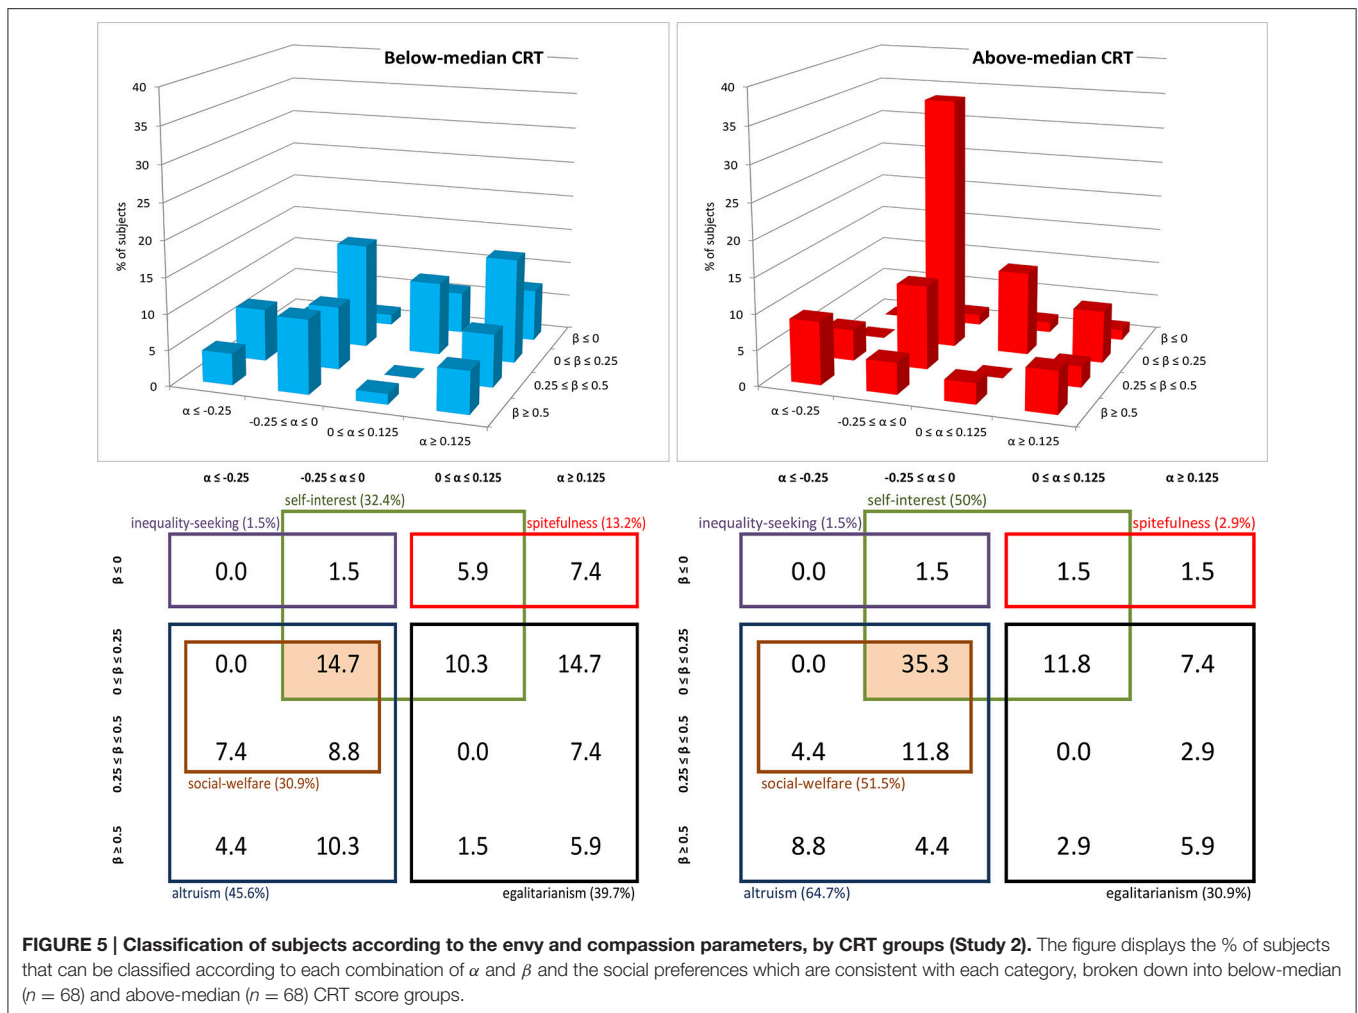 Below-median CRT
% of subjects
40
35
30
25
20
15
10
5
0
β ≤ 0
0 ≤ β ≤ 0.25
0.25 ≤ β ≤ 0.5
β ≥ 0.5
α ≤ -0.25
-0.25 ≤ α ≤ 0
0 ≤ α ≤ 0.125
α ≥ 0.125
Above-median CRT
% of subjects
40
35
30
25
20
15
10
5
0
β ≤ 0
0 ≤ β ≤ 0.25
0.25 ≤ β ≤ 0.5
β ≥ 0.5
α ≤ -0.25
-0.25 ≤ α ≤ 0
0 ≤ α ≤ 0.125
α ≥ 0.125
α ≤ -0.25 -0.25 ≤ α ≤ 0 0 ≤ α ≤ 0.125 α ≥ 0.125
self-interest (32.4%)
inequality-seeking (1.5%) spitefulness (13.2%)
β ≤ 0 0.0 1.5 5.9 7.4
0 ≤ β ≤ 0.25 0.0 14.7 10.3 14.7
0.25 ≤ β ≤ 0.5 7.4 8.8 0.0 7.4
social-welfare (30.9%)
β ≥ 0.5 4.4 10.3 1.5 5.9
altruism (45.6%) egalitarianism (39.7%)
α ≤ -0.25 -0.25 ≤ α ≤ 0 0 ≤ α ≤ 0.125 α ≥ 0.125
self-interest (50%)
inequality-seeking (1.5%) spitefulness (2.9%)
β ≤ 0 0.0 1.5 1.5 1.5
0 ≤ β ≤ 0.25 0.0 35.3 11.8 7.4
0.25 ≤ β ≤ 0.5 4.4 11.8 0.0 2.9
social-welfare (51.5%)
β ≥ 0.5 8.8 4.4 2.9 5.9
altruism (64.7%) egalitarianism (30.9%)
FIGURE 5 | Classification of subjects according to the envy and compassion parameters, by CRT groups (Study 2). The figure displays the % of subjects
that can be classified according to each combination of α and β and the social preferences which are consistent with each category, broken down into below-median
(n = 68) and above-median (n = 68) CRT score groups.